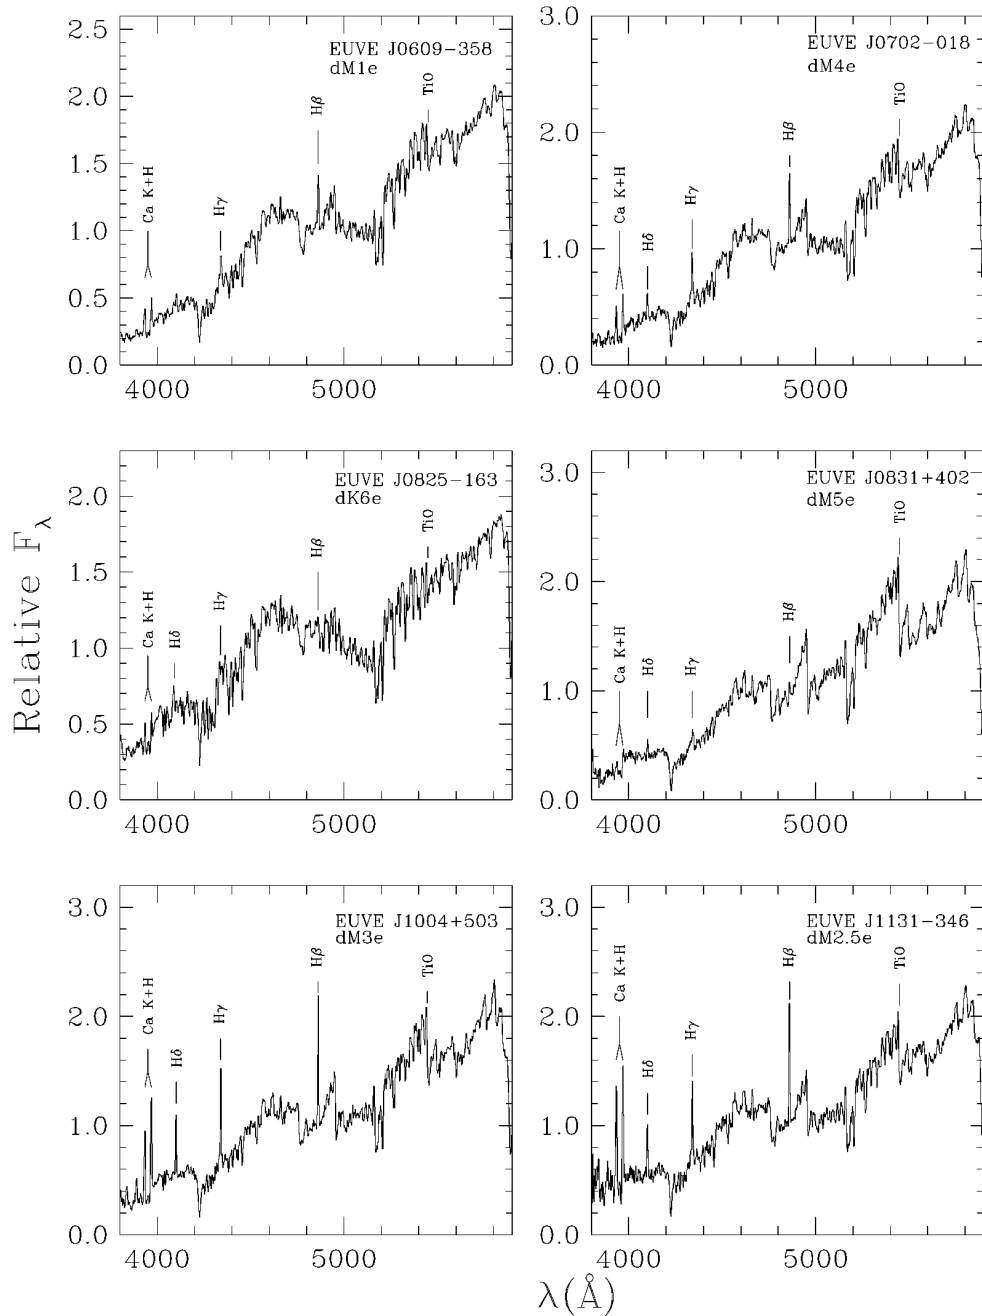 EUVE J0609−358
dM1e
Ca K+H
Hγ
Hβ
TiO
2.5
2.0
1.5
1.0
0.5
0.0
4000
5000
EUVE J0702−018
dM4e
Ca K+H
Hδ
Hγ
Hβ
TiO
3.0
2.0
1.0
0.0
4000
5000
EUVE J0825−163
dK6e
Ca K+H
Hδ
Hγ
Hβ
TiO
2.0
1.5
1.0
0.5
0.0
4000
5000
EUVE J0831+402
dM5e
Ca K+H
Hδ
Hγ
Hβ
TiO
3.0
2.0
1.0
0.0
4000
5000
Relative F_λ
EUVE J1004+503
dM3e
Ca K+H
Hδ
Hγ
Hβ
TiO
3.0
2.0
1.0
0.0
4000
5000
EUVE J1131−346
dM2.5e
Ca K+H
Hδ
Hγ
Hβ
TiO
3.0
2.0
1.0
0.0
4000
5000
λ(Å)